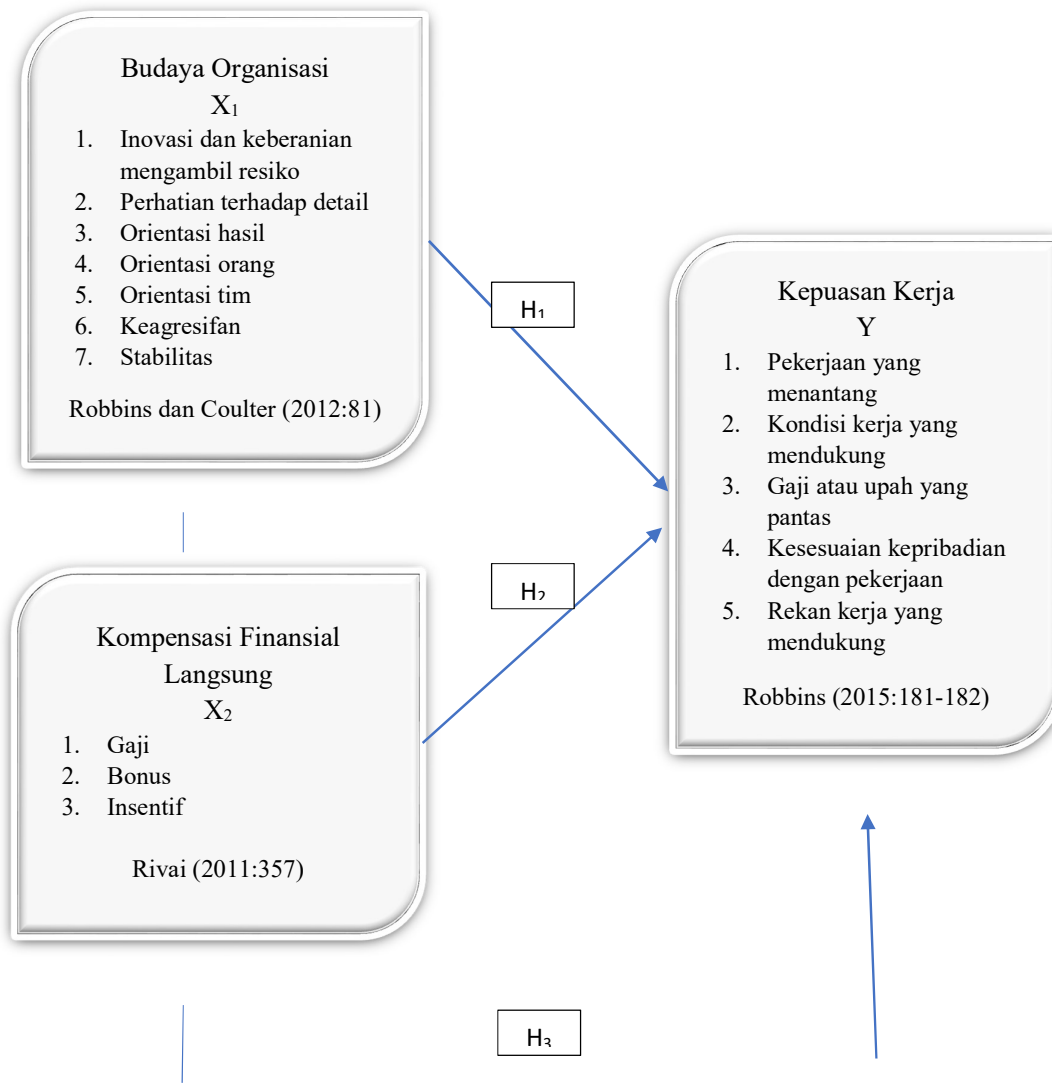 Budaya Organisasi
X₁
1. Inovasi dan keberanian
mengambil resiko
2. Perhatian terhadap detail
3. Orientasi hasil
4. Orientasi orang
5. Orientasi tim
6. Keagresifan
7. Stabilitas
Robbins dan Coulter (2012:81)
H₁
Kepuasan Kerja
Y
1. Pekerjaan yang
menantang
2. Kondisi kerja yang
mendukung
3. Gaji atau upah yang
pantas
4. Kesesuaian kepribadian
dengan pekerjaan
5. Rekan kerja yang
mendukung
Robbins (2015:181-182)
H₂
Kompensasi Finansial
Langsung
X₂
1. Gaji
2. Bonus
3. Insentif
Rivai (2011:357)
H₃